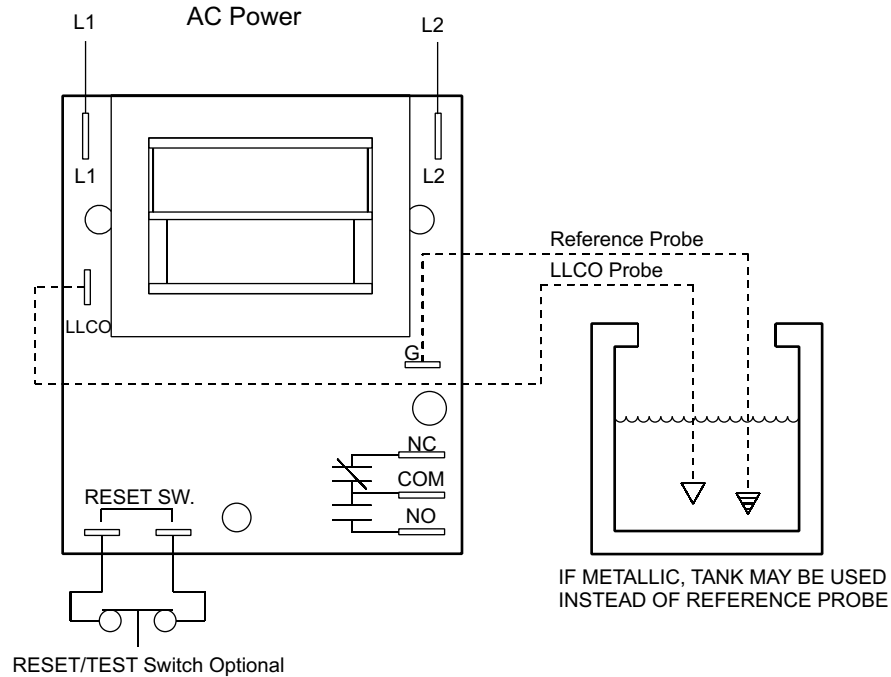 AC Power
L1
L2
L1
L2
Reference Probe
LLCO Probe
LLCO
G
NC
COM
NO
RESET SW.
IF METALLIC, TANK MAY BE USED
INSTEAD OF REFERENCE PROBE
RESET/TEST Switch Optional